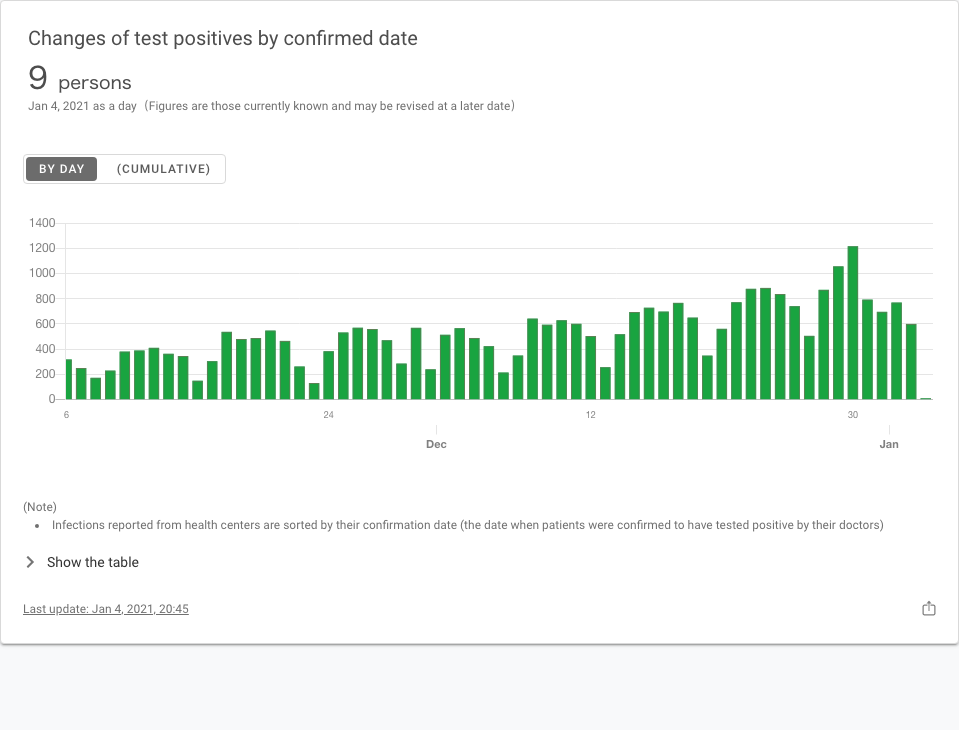 Changes of test positives by confirmed date
9 persons
Jan 4, 2021 as a day（Figures are those currently known and may be revised at a later date）
BY DAY (CUMULATIVE)
1400
1200
1000
800
600
400
200
0
6 24 12 30
Dec Jan
(Note)
• Infections reported from health centers are sorted by their confirmation date (the date when patients were confirmed to have tested positive by their doctors)
Show the table
Last update: Jan 4, 2021, 20:45